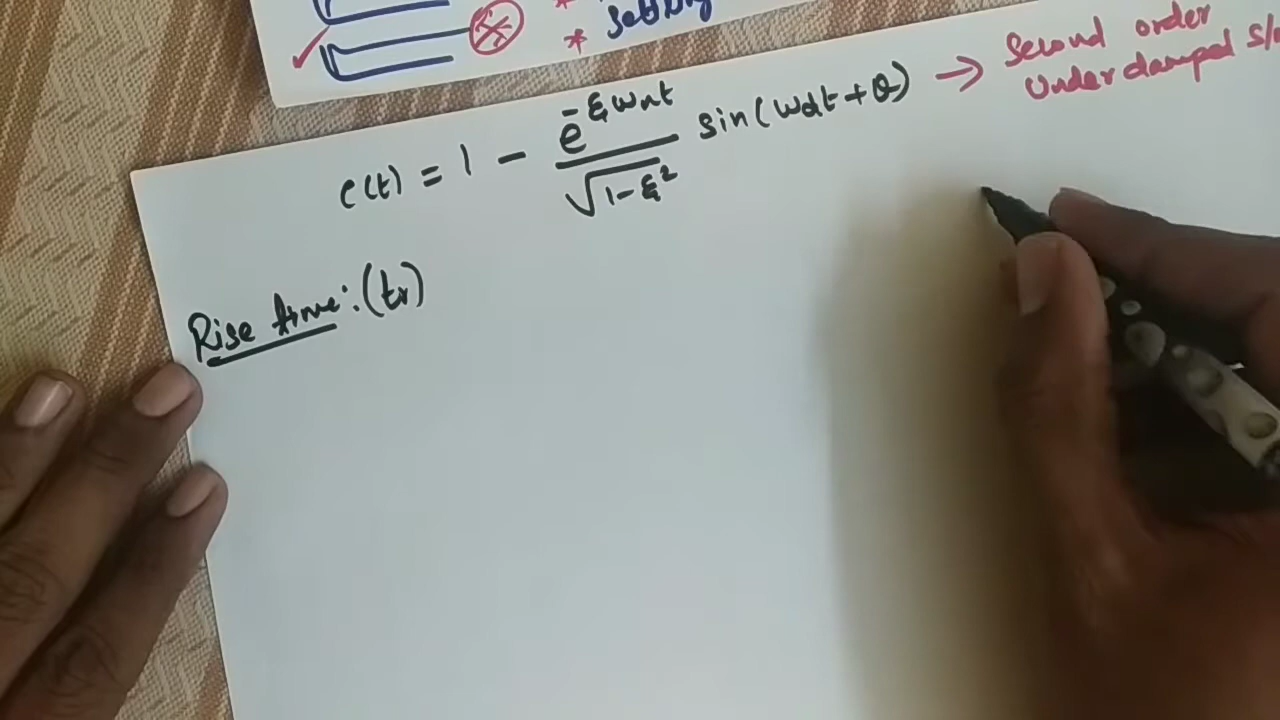 *
* Settling
c(t) = 1 - e^-ξωnt / √1-ξ² sin(ωdt + θ) → Second order
Under damped s/
Rise time:(tr)